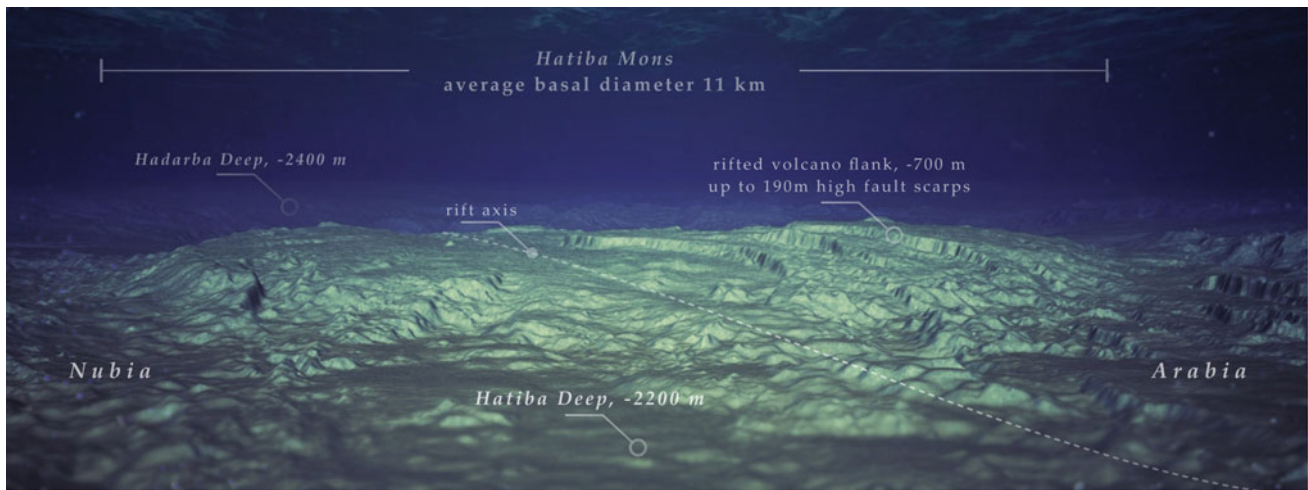 Hatiba Mons
average basal diameter 11 km
Hadarba Deep, -2400 m
rifted volcano flank, -700 m
up to 190m high fault scarps
rift axis
Nubia
Arabia
Hatiba Deep, -2200 m